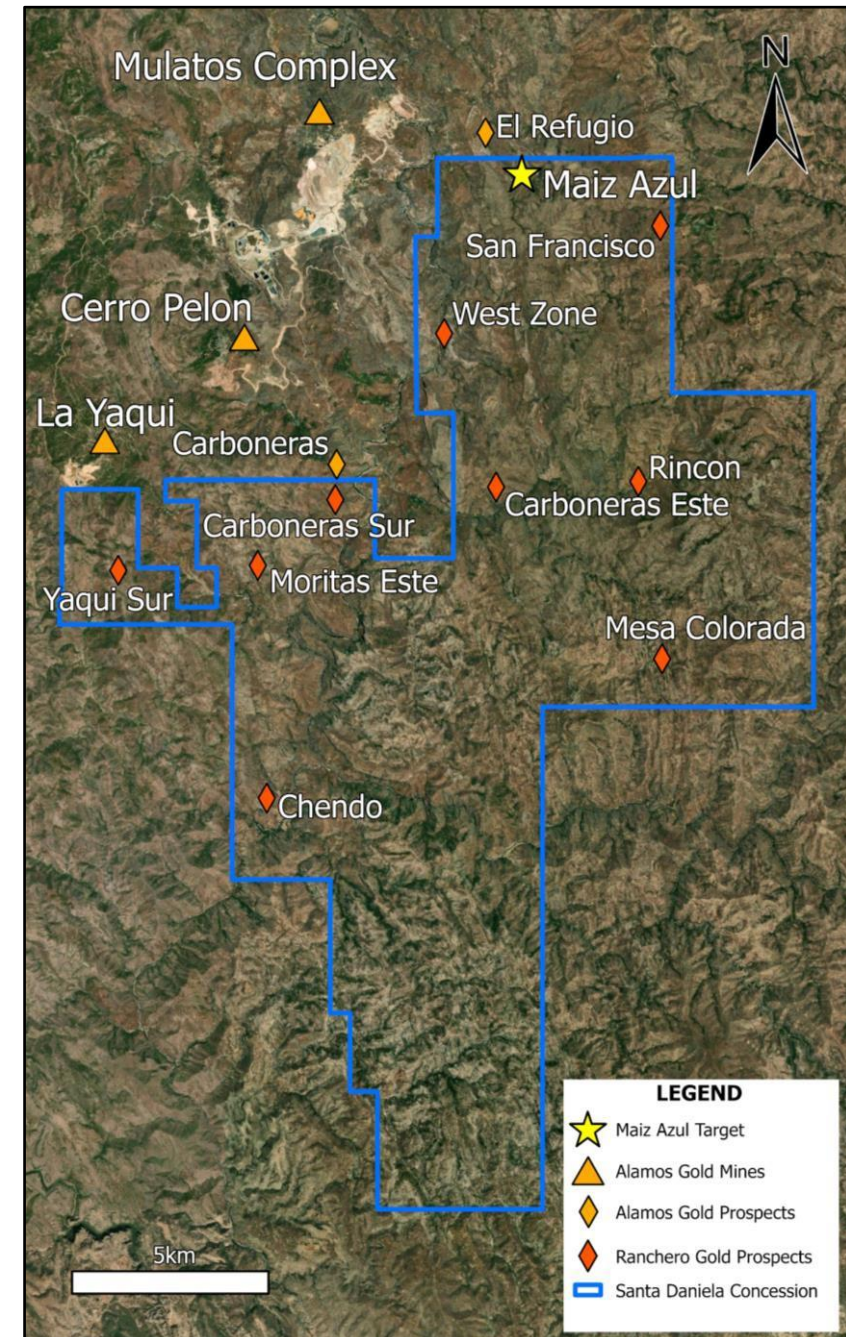 N
Mulatos Complex
El Refugio
Maiz Azul
San Francisco
Cerro Pelon
West Zone
La Yaqui
Carboneras
Rincon
Carboneras Este
Carboneras Sur
Moritas Este
Yaqui Sur
Mesa Colorada
Chendo
5km
LEGEND
Maiz Azul Target
Alamos Gold Mines
Alamos Gold Prospects
Ranchero Gold Prospects
Santa Daniela Concession